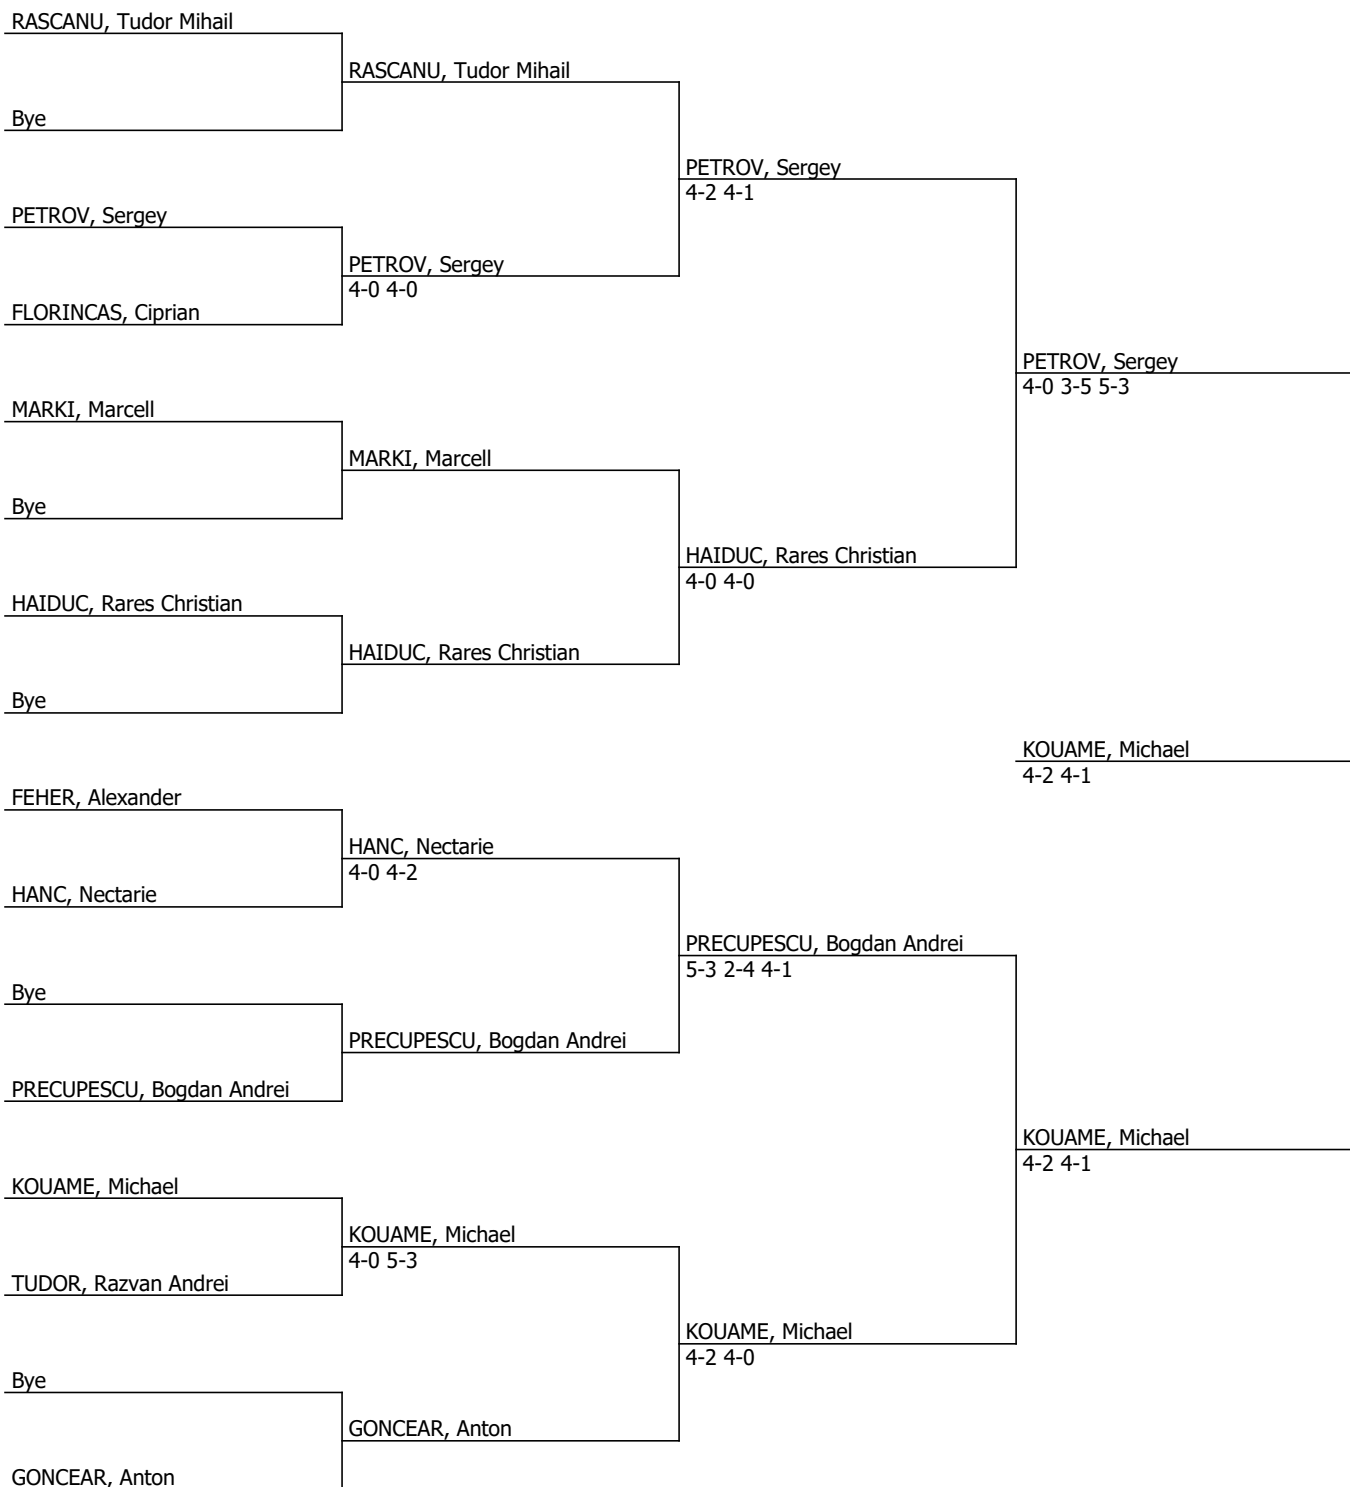 RASCANU, Tudor Mihail
RASCANU, Tudor Mihail
Bye
PETROV, Sergey
4-2 4-1
PETROV, Sergey
PETROV, Sergey
4-0 4-0
FLORINCAS, Ciprian
PETROV, Sergey
4-0 3-5 5-3
MARKI, Marcell
MARKI, Marcell
Bye
HAIDUC, Rares Christian
4-0 4-0
HAIDUC, Rares Christian
HAIDUC, Rares Christian
Bye
KOUAME, Michael
4-2 4-1
FEHER, Alexander
HANC, Nectarie
4-0 4-2
HANC, Nectarie
PRECUPESCU, Bogdan Andrei
5-3 2-4 4-1
Bye
PRECUPESCU, Bogdan Andrei
PRECUPESCU, Bogdan Andrei
KOUAME, Michael
4-2 4-1
KOUAME, Michael
KOUAME, Michael
4-0 5-3
TUDOR, Razvan Andrei
KOUAME, Michael
4-2 4-0
Bye
GONCEAR, Anton
GONCEAR, Anton